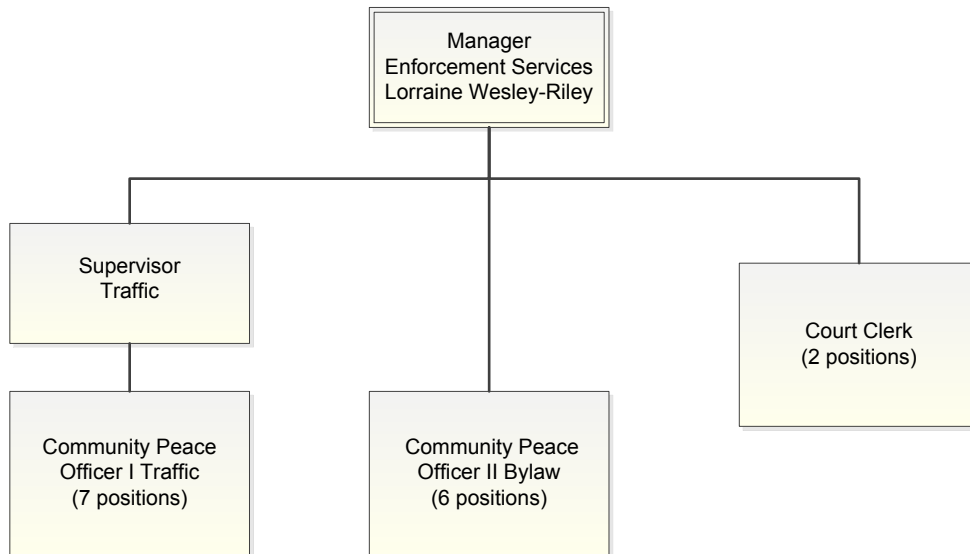 Manager
Enforcement Services
Lorraine Wesley-Riley
Supervisor
Traffic
Court Clerk
(2 positions)
Community Peace
Officer I Traffic
(7 positions)
Community Peace
Officer II Bylaw
(6 positions)